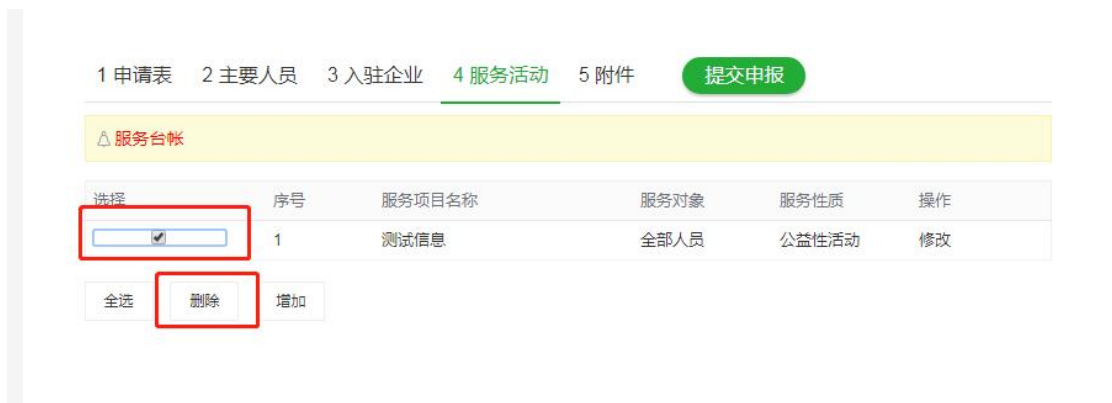 1 申请表 2 主要人员 3 入驻企业 4 服务活动 5 附件 提交申报
服务台帐
选择 序号 服务项目名称 服务对象 服务性质 操作
1 测试信息 全部人员 公益性活动 修改
全选 删除 增加